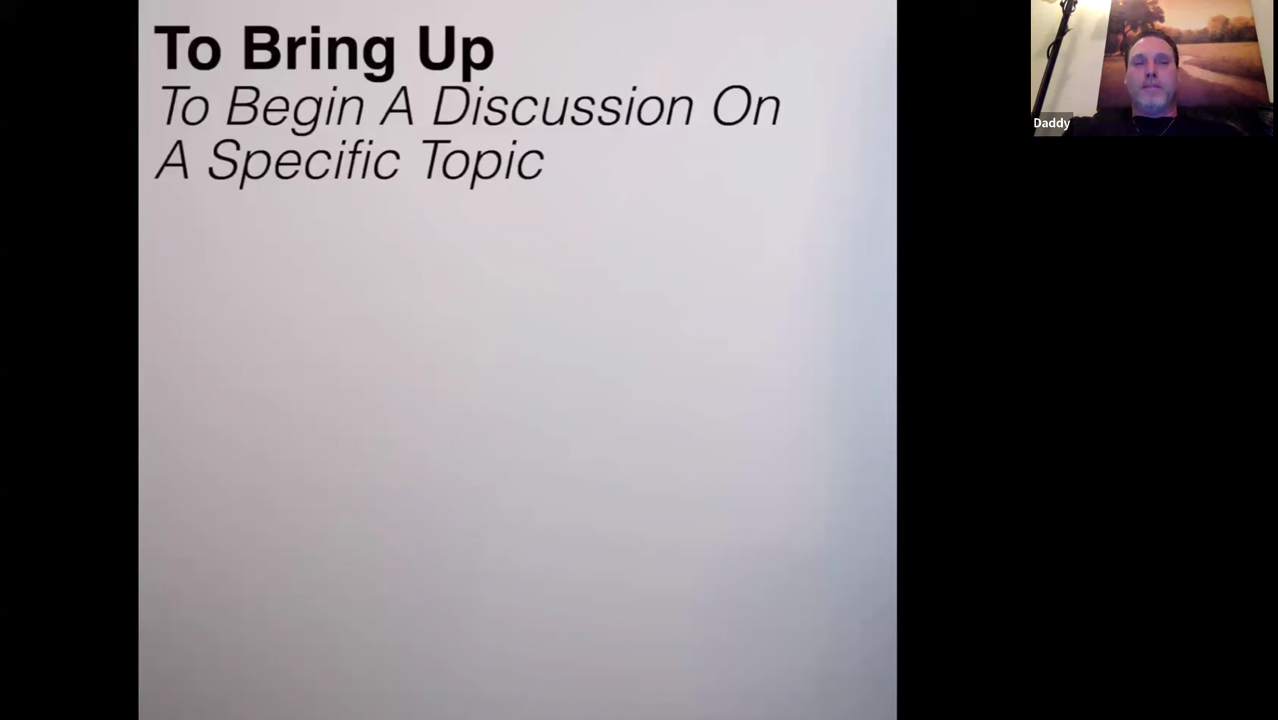 To Bring Up
To Begin A Discussion On
A Specific Topic
Daddy